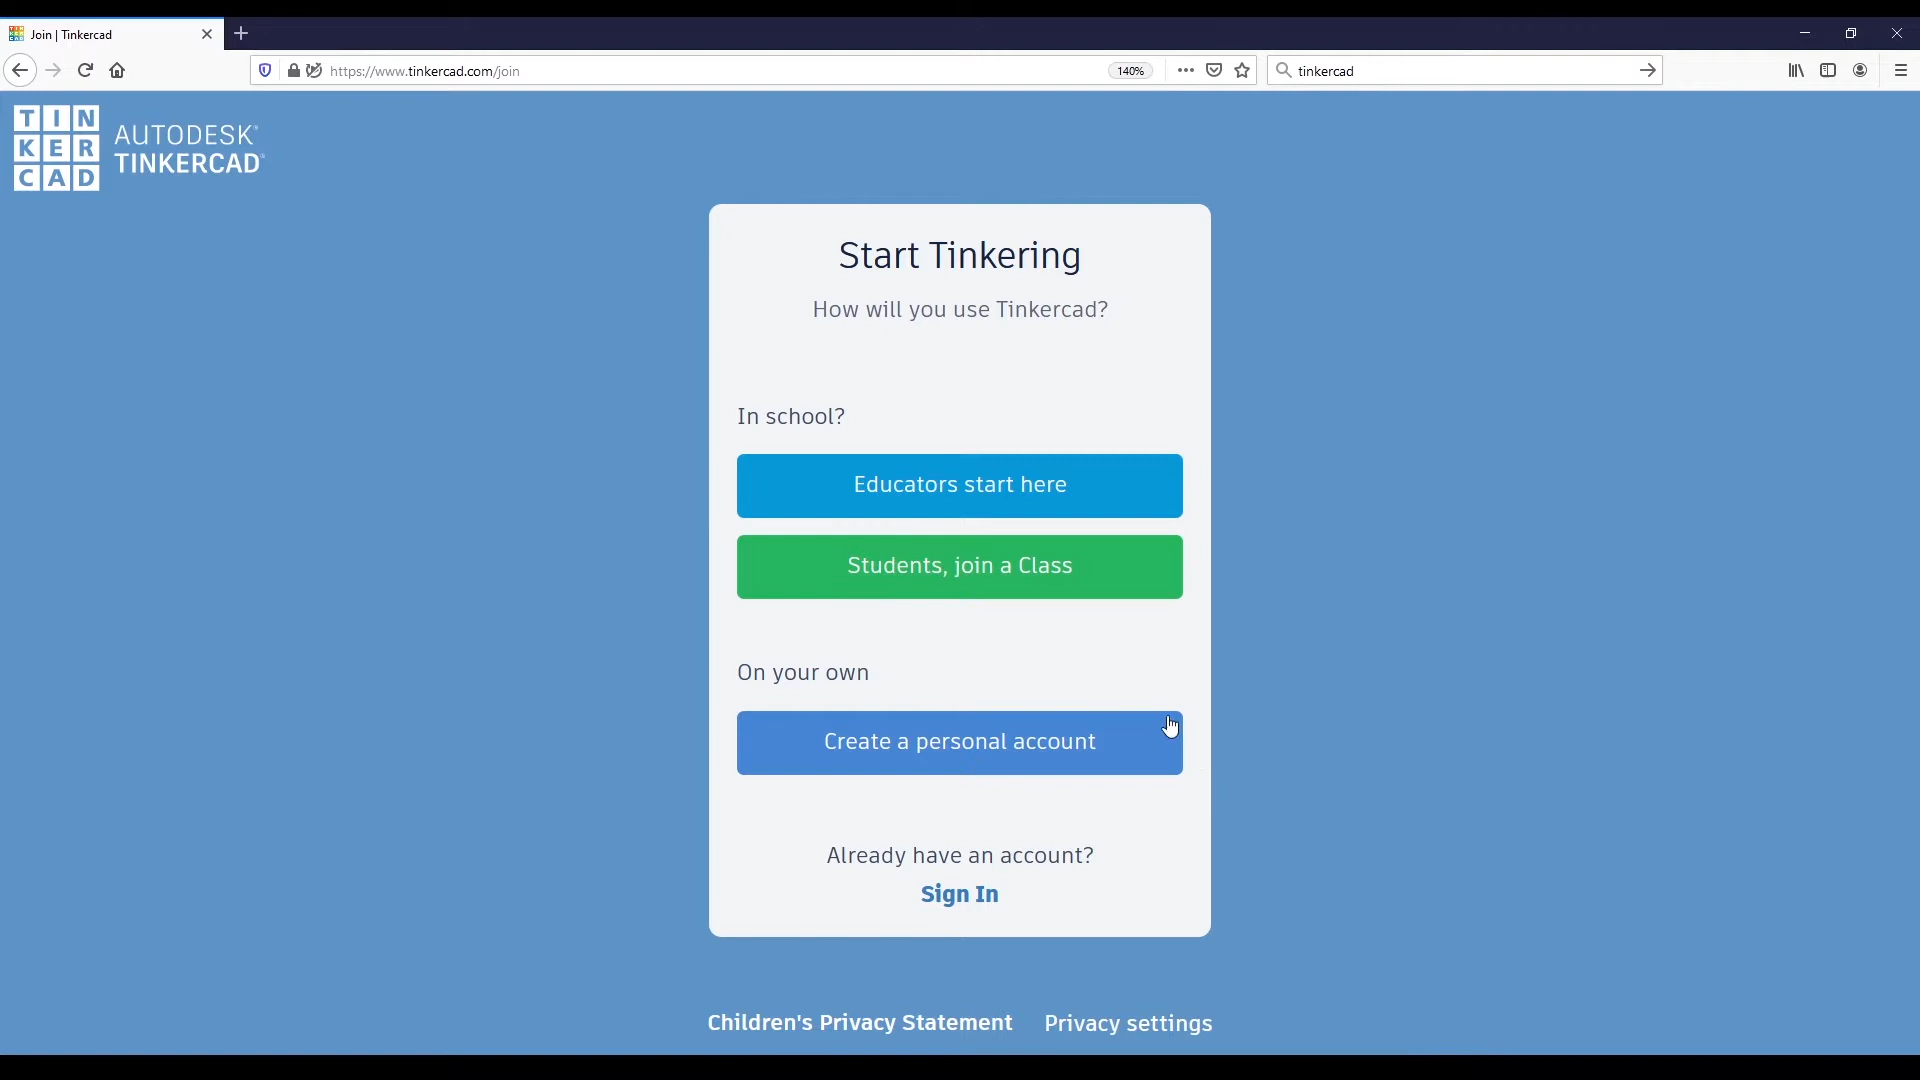 Join | Tinkercad
https://www.tinkercad.com/join
140%
tinkercad
TIN
KER
CAD
AUTODESK®
TINKERCAD®
Start Tinkering
How will you use Tinkercad?
In school?
Educators start here
Students, join a Class
On your own
Create a personal account
Already have an account?
Sign In
Children's Privacy Statement
Privacy settings